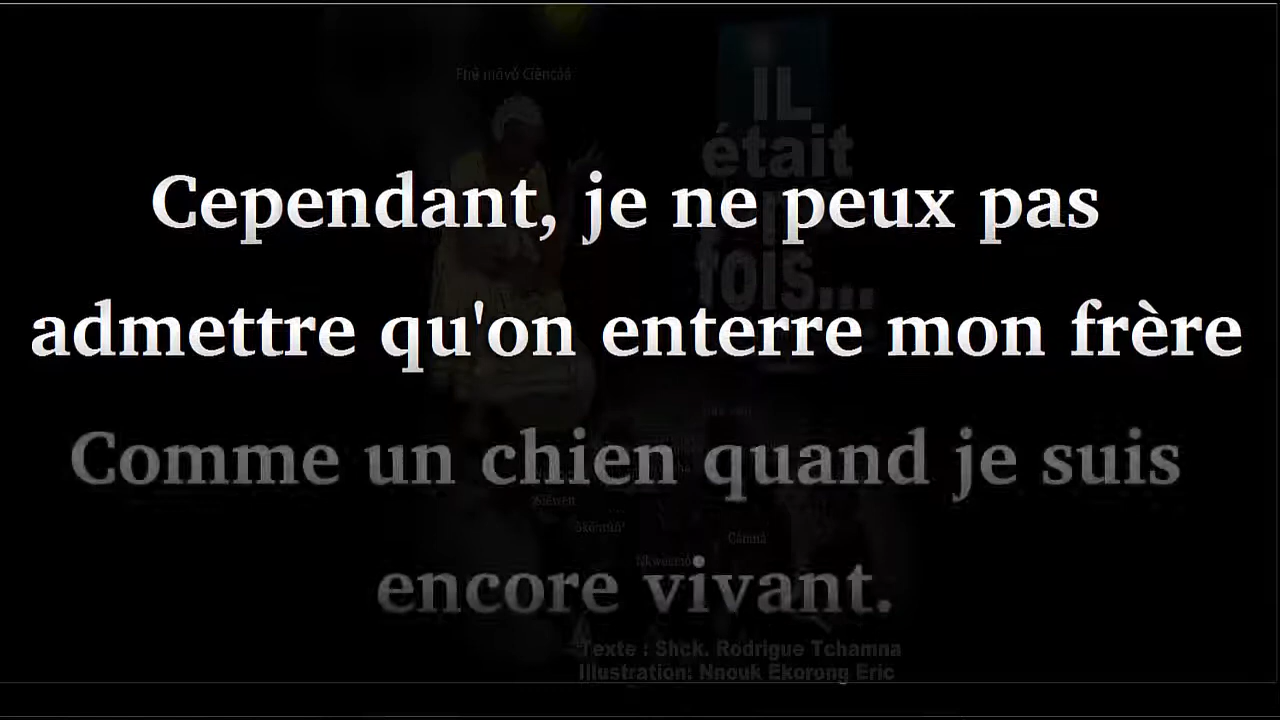 IL
était
fois...
Cependant, je ne peux pas
admettre qu'on enterre mon frère
Comme un chien quand je suis
encore vivant.
Texte : Shck. Rodrigue Tchamna
Illustration: Nnouk Ekorong Eric